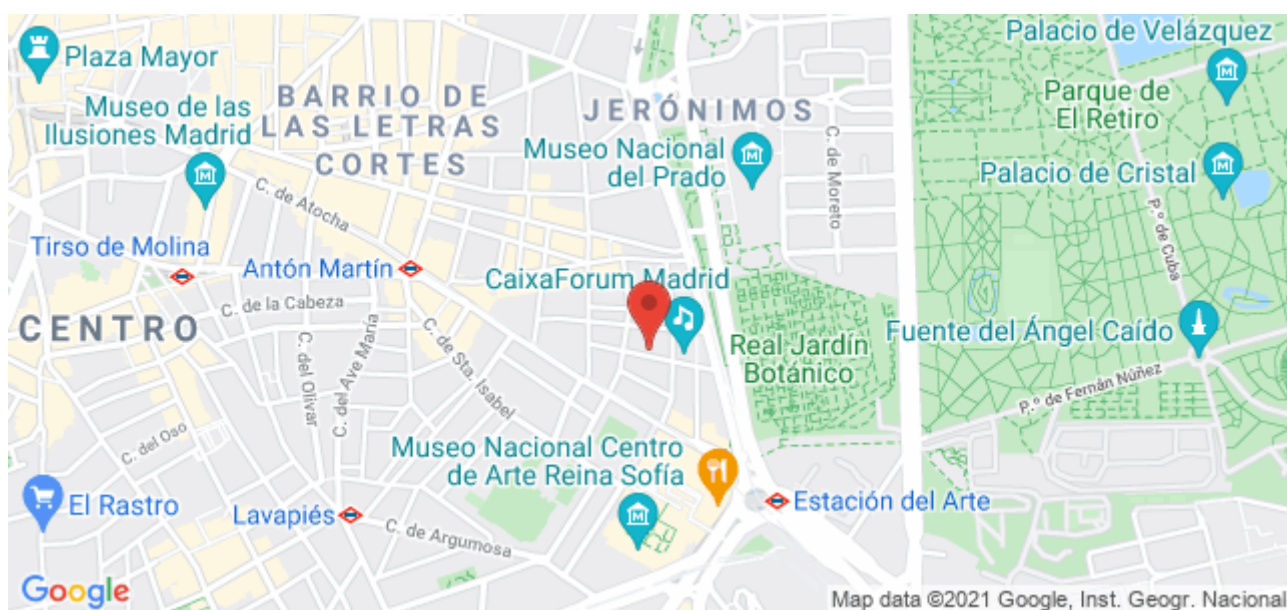 Plaza Mayor
Museo de las
Ilusiones Madrid
BARRIO DE
LAS LETRAS
CORTES
JERÓNIMOS
Museo Nacional
del Prado
C. de Moreto
Palacio de Velázquez
Parque de
El Retiro
Palacio de Cristal
P.º de Cuba
C. de Atocha
Tirso de Molina
Antón Martín
CaixaForum Madrid
C. de la Cabeza
CENTRO
C. del Olivar
C. del Ave María
C. de Sta. Isabel
Real Jardín
Botánico
Fuente del Ángel Caído
P.º de Fernán Núñez
C. del Oso
Museo Nacional Centro
de Arte Reina Sofía
El Rastro
Lavapiés
C. de Argumosa
Estación del Arte
Google
Map data ©2021 Google, Inst. Geogr. Nacional